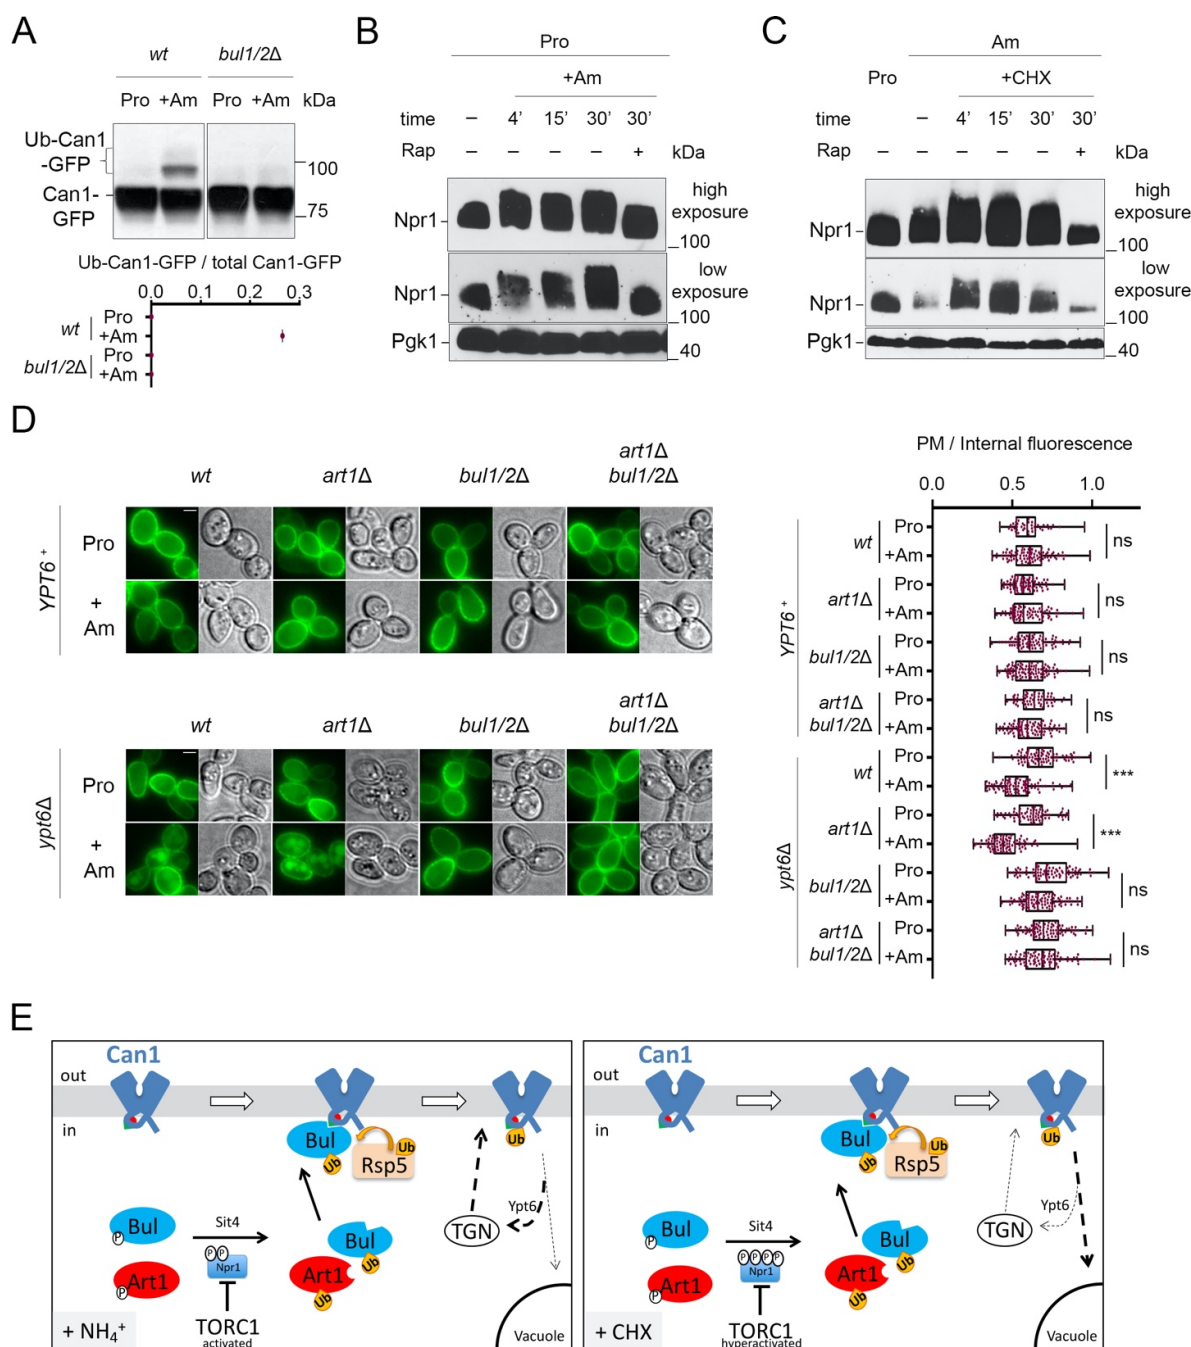 A
wt bul1/2Δ
Pro +Am Pro +Am kDa
Ub-Can1
-GFP
100
Can1-
GFP
75
Ub-Can1-GFP / total Can1-GFP
0.0 0.1 0.2 0.3
wt Pro
+Am
bul1/2Δ Pro
+Am
B
Pro
+Am
time – 4' 15' 30' 30'
Rap – – – – + kDa
Npr1 high
exposure
100
Npr1 low
exposure
100
Pgk1 40
C
Am
Pro +CHX
time – 4' 15' 30' 30'
Rap – – – – – + kDa
Npr1 high
exposure
100
Npr1 low
exposure
100
Pgk1 40
D
wt art1Δ bul1/2Δ art1Δ
bul1/2Δ
YPT6+
Pro
+
Am
wt art1Δ bul1/2Δ art1Δ
bul1/2Δ
ypt6Δ
Pro
+
Am
PM / Internal fluorescence
0.0 0.5 1.0
YPT6+
wt Pro
+Am ns
art1Δ Pro
+Am ns
bul1/2Δ Pro
+Am ns
art1Δ Pro
bul1/2Δ +Am ns
ypt6Δ
wt Pro
+Am ***
art1Δ Pro
+Am ***
bul1/2Δ Pro
+Am ns
art1Δ Pro
bul1/2Δ +Am ns
E
Can1
out
in
Bul
Ub
Ub
Rsp5
Ub
Ypt6
TGN
Bul
P
Sit4
P P
Npr1
Art1
P
Bul
Ub
Art1
Ub
TORC1
activated
+ NH4+
Vacuole
Can1
out
in
Bul
Ub
Ub
Rsp5
Ub
Ypt6
TGN
Bul
P
Sit4
P P P P
Npr1
Art1
P
Bul
Ub
Art1
Ub
TORC1
hyperactivated
+ CHX
Vacuole